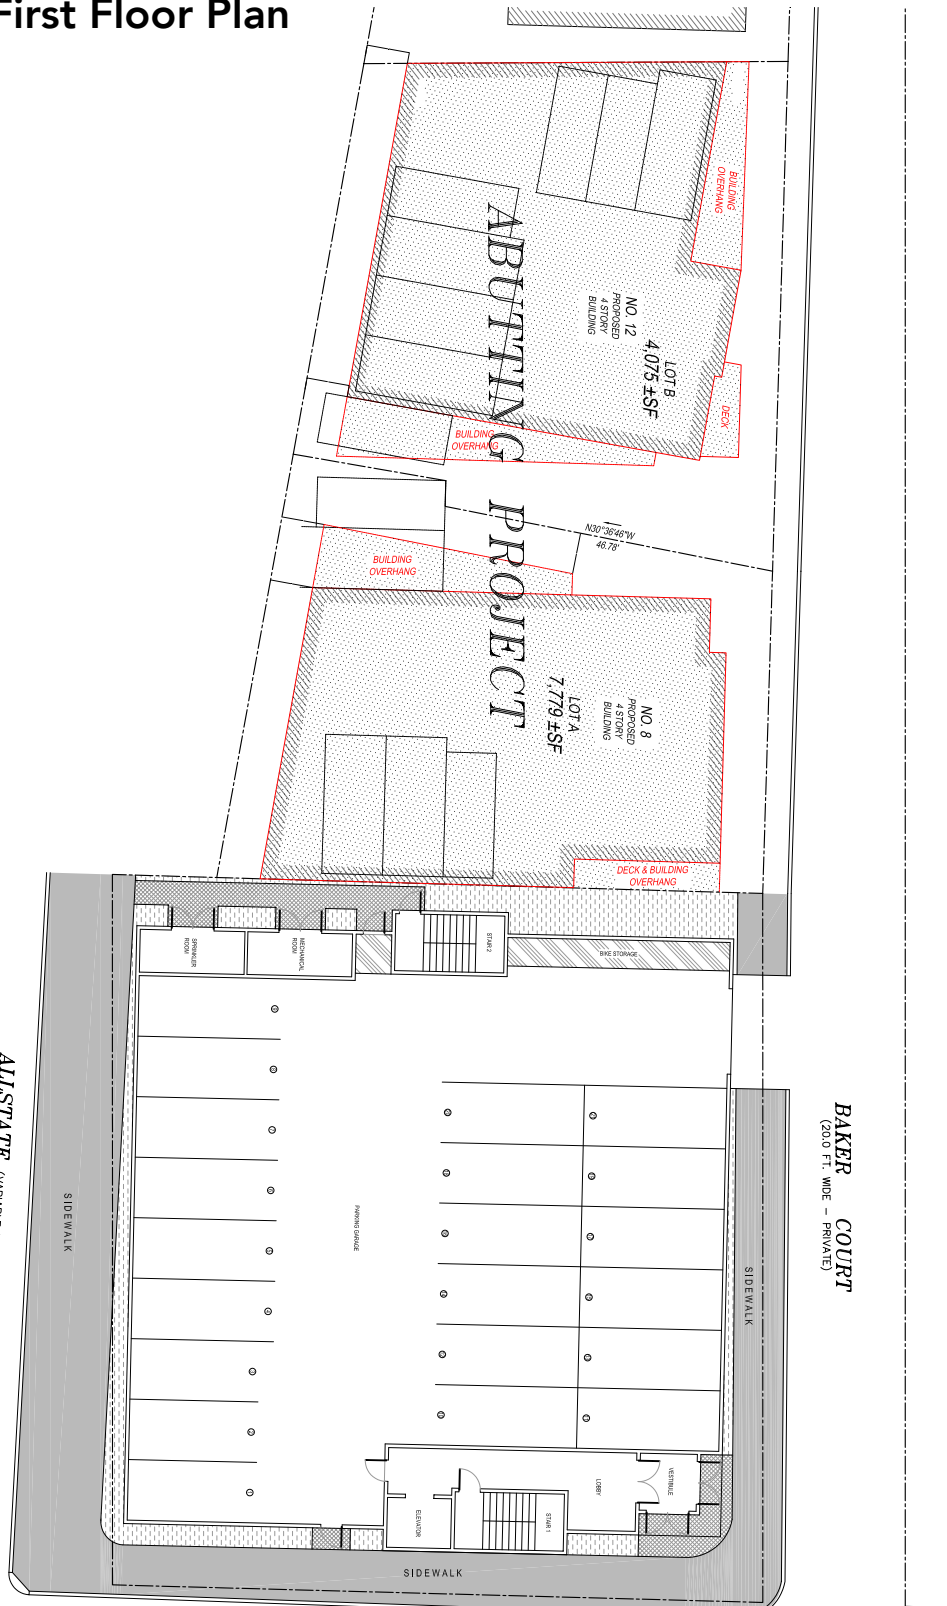 First Floor Plan
BUILDING
OVERHANG
NO. 12
PROPOSED
4 STORY
BUILDING
LOT B
4,075 ±SF
DECK
BUILDING
OVERHANG
ABUTTING PROJECT
N30°36'46"W
46.78'
BUILDING
OVERHANG
LOT A
7,779 ±SF
NO. 8
PROPOSED
4 STORY
BUILDING
DECK & BUILDING
OVERHANG
SPRINKLER
ROOM
MECHANICAL
ROOM
STAIR 2
BIKE STORAGE
PARKING GARAGE
BAKER COURT
(20.0 FT. WIDE – PRIVATE)
ALLSTATE
SIDEWALK
SIDEWALK
VESTIBULE
LOBBY
STAIR 1
ELEVATOR
SIDEWALK